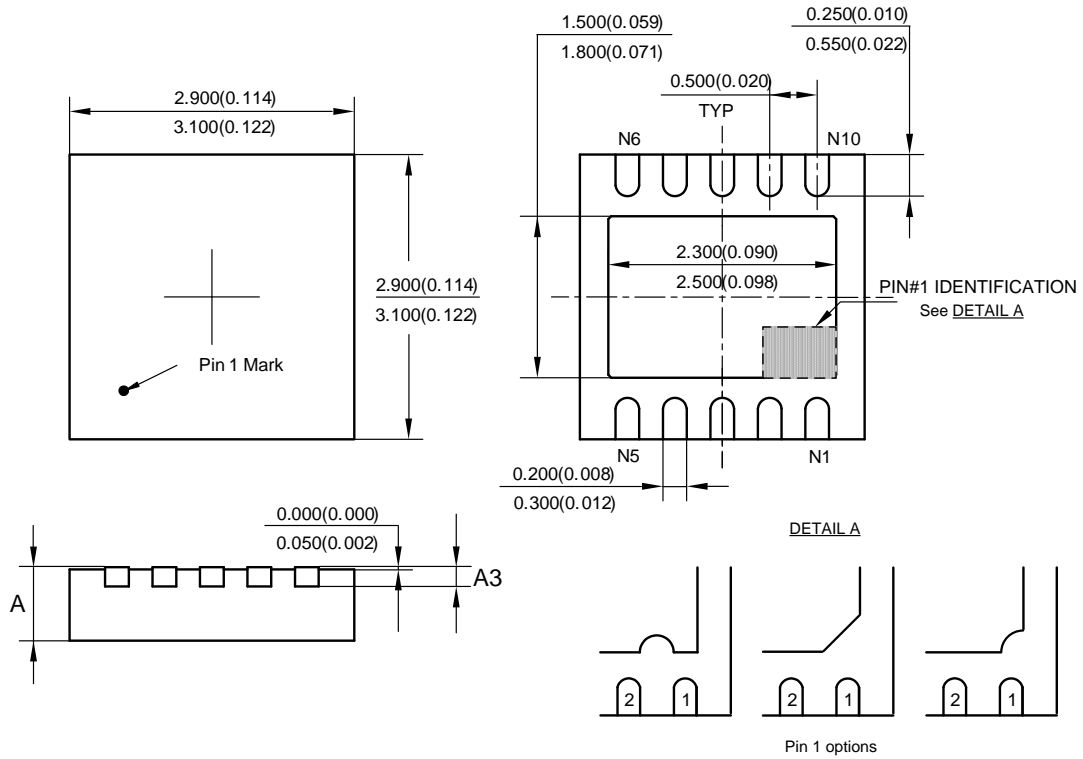 1.500(0.059)
1.800(0.071)
0.250(0.010)
0.550(0.022)
0.500(0.020)
TYP
2.900(0.114)
3.100(0.122)
N6
N10
2.900(0.114)
3.100(0.122)
2.300(0.090)
2.500(0.098)
PIN#1 IDENTIFICATION
See DETAIL A
Pin 1 Mark
N5
N1
0.200(0.008)
0.300(0.012)
0.000(0.000)
0.050(0.002)
DETAIL A
A
A3
2
1
2
1
2
1
Pin 1 options